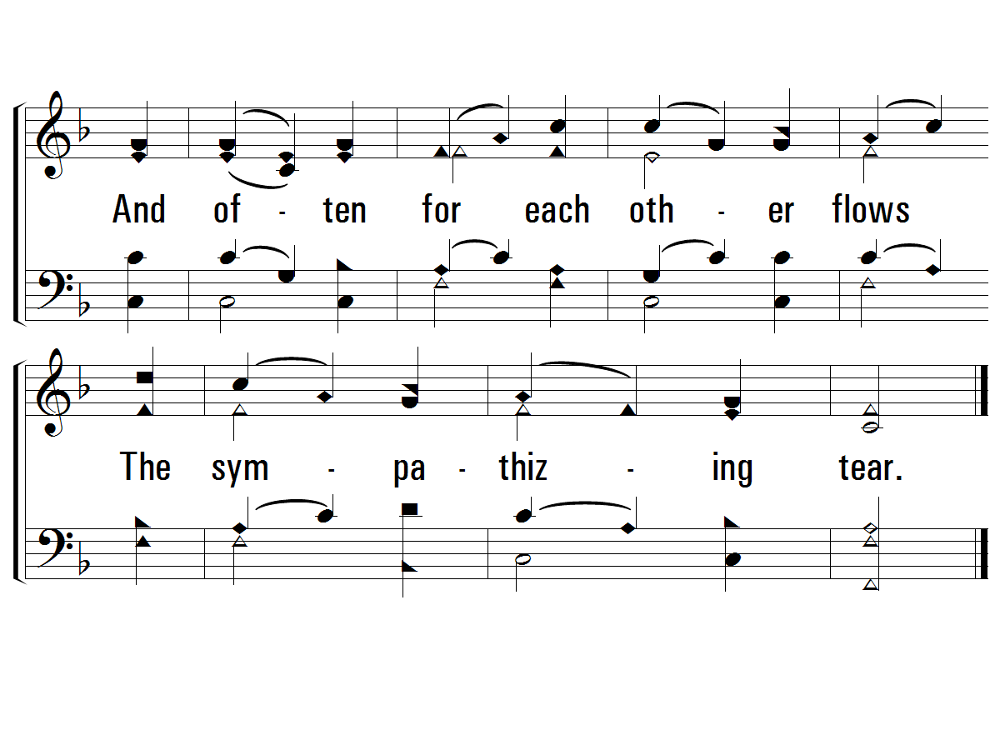 And of - ten for each oth - er flows
The sym - pa - thiz - ing tear.